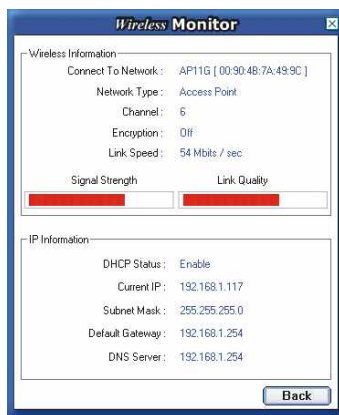 Wireless Monitor
Wireless Information
Connect To Network : AP11G [ 00:90:4B:7A:49:9C ]
Network Type : Access Point
Channel : 6
Encryption : Off
Link Speed : 54 Mbits / sec
Signal Strength Link Quality
IP Information
DHCP Status : Enable
Current IP : 192.168.1.117
Subnet Mask : 255.255.255.0
Default Gateway : 192.168.1.254
DNS Server : 192.168.1.254
Back